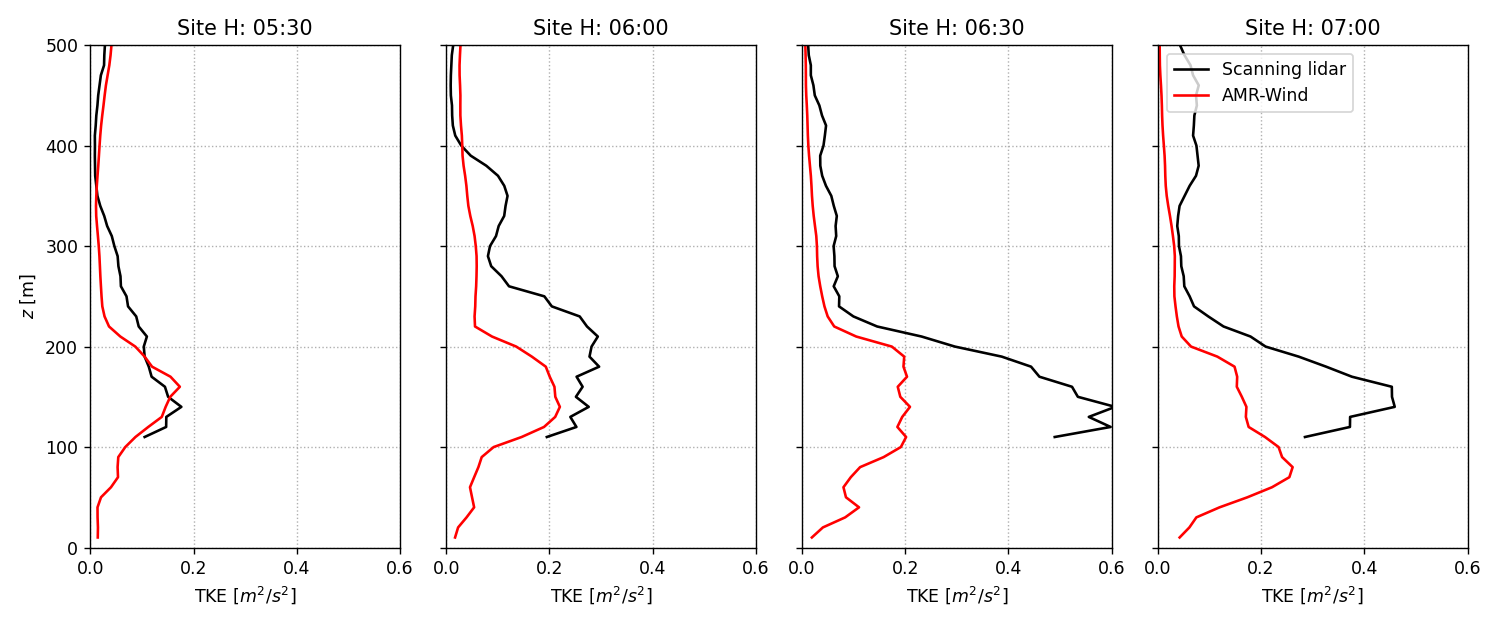 Site H: 05:30
Site H: 06:00
Site H: 06:30
Site H: 07:00
Scanning lidar
AMR-Wind
500
400
300
200
100
0
z [m]
0.0 0.2 0.4 0.6
0.0 0.2 0.4 0.6
0.0 0.2 0.4 0.6
0.0 0.2 0.4 0.6
TKE [m²/s²]
TKE [m²/s²]
TKE [m²/s²]
TKE [m²/s²]